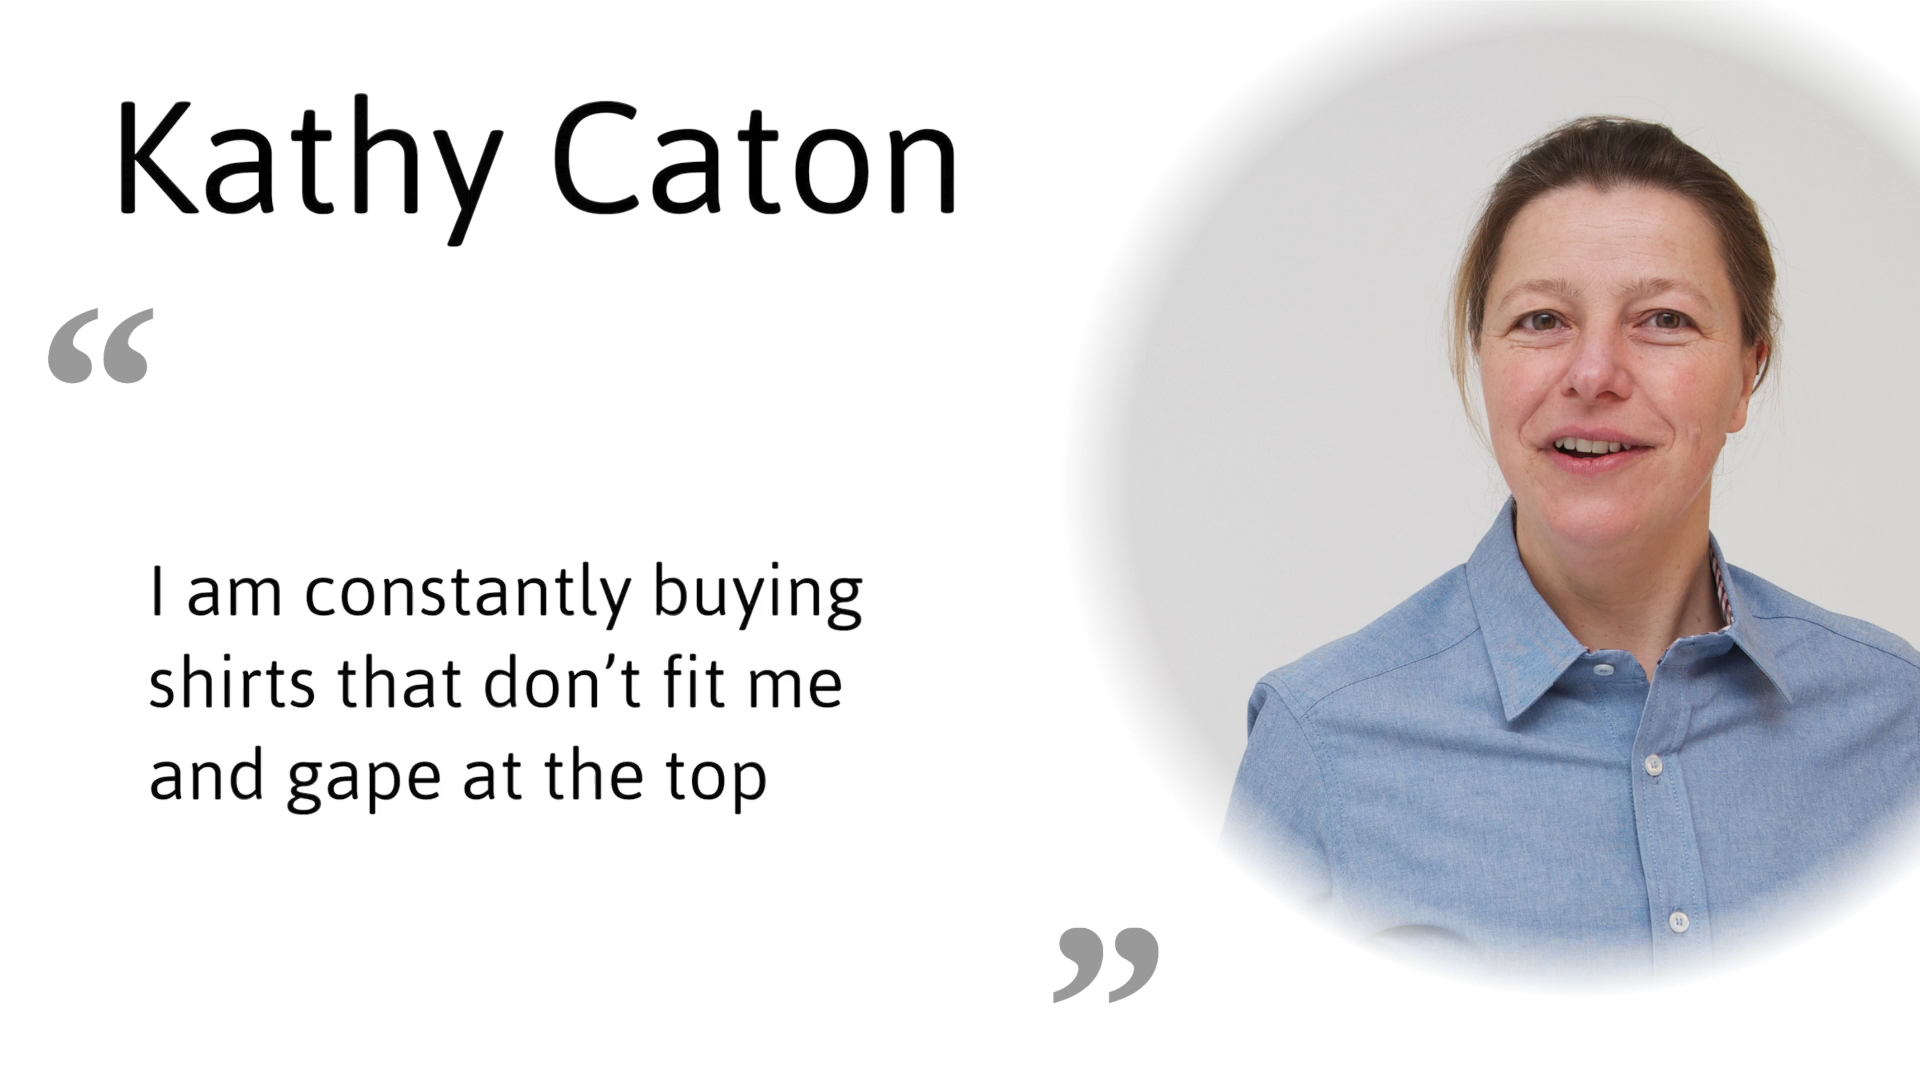 Kathy Caton
“
I am constantly buying
shirts that don’t fit me
and gape at the top
”